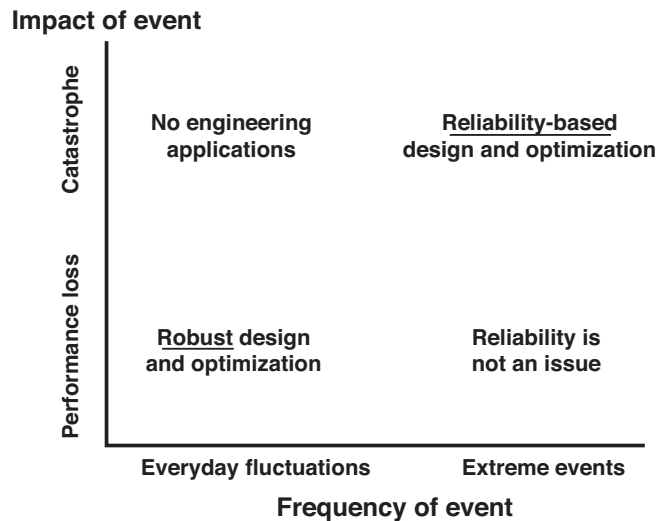 Impact of event
Catastrophe
No engineering
applications
Reliability-based
design and optimization
Performance loss
Robust design
and optimization
Reliability is
not an issue
Everyday fluctuations
Extreme events
Frequency of event